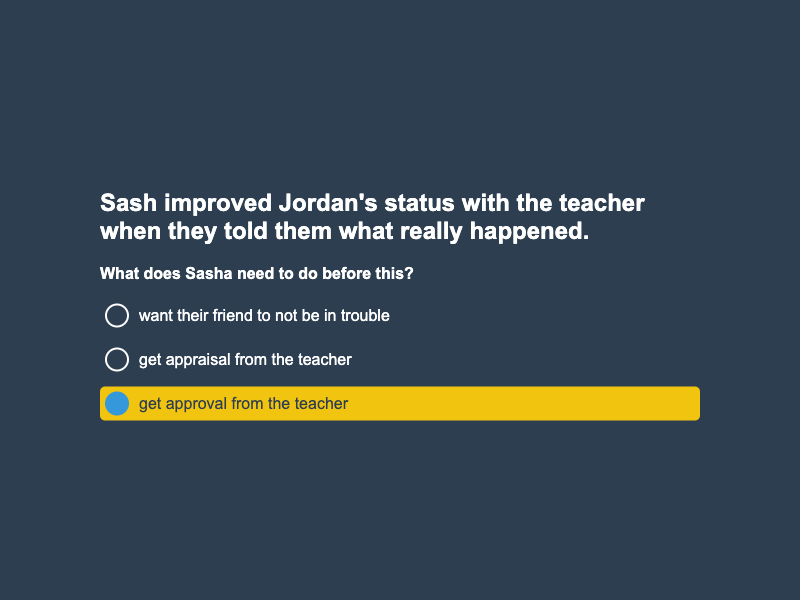 Sash improved Jordan's status with the teacher
when they told them what really happened.
What does Sasha need to do before this?
want their friend to not be in trouble
get appraisal from the teacher
get approval from the teacher